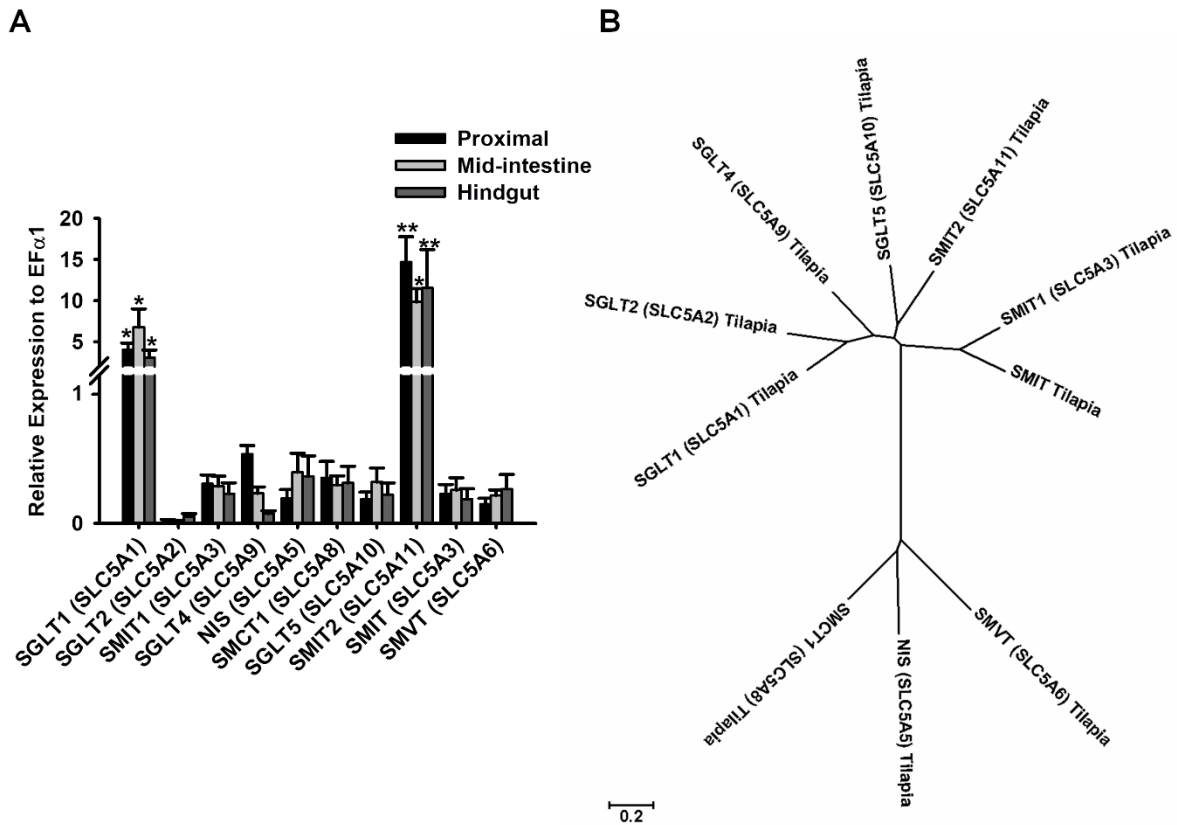 A
Proximal
Mid-intestine
Hindgut
Relative Expression to EFα1
20
15
10
5
1
0
*
*
*
**
*
**
SGLT1 (SLC5A1)
SGLT2 (SLC5A2)
SMIT1 (SLC5A3)
SGLT4 (SLC5A9)
NIS (SLC5A5)
SMCT1 (SLC5A8)
SGLT5 (SLC5A10)
SMIT2 (SLC5A11)
SMIT (SLC5A3)
SMVT (SLC5A6)
B
SGLT4 (SLC5A9) Tilapia
SGLT5 (SLC5A10) Tilapia
SMIT2 (SLC5A11) Tilapia
SMIT1 (SLC5A3) Tilapia
SMIT Tilapia
SGLT2 (SLC5A2) Tilapia
SGLT1 (SLC5A1) Tilapia
SMCT1 (SLC5A8) Tilapia
NIS (SLC5A5) Tilapia
SMVT (SLC5A6) Tilapia
0.2